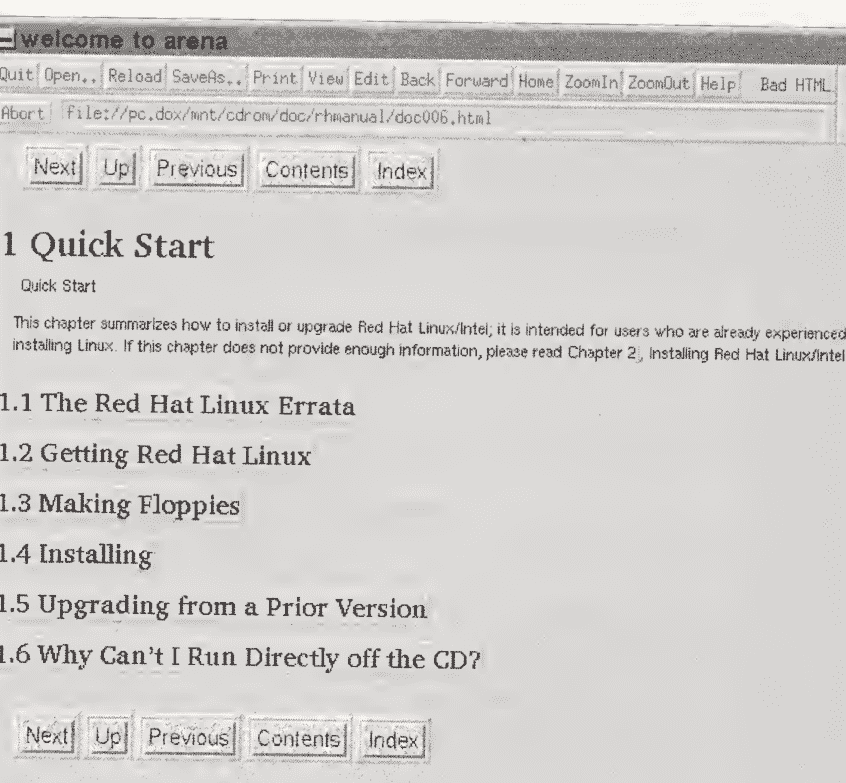 welcome to arena
Quit Open.. Reload SaveAs.. Print View Edit Back Forward Home ZoomIn ZoomOut Help Bad HTML
Abort file://pc.dox/mnt/cdrom/doc/rhmanual/doc006.html
Next Up Previous Contents Index
1 Quick Start
Quick Start
This chapter summarizes how to install or upgrade Red Hat Linux/Intel; it is intended for users who are already experienced
installing Linux. If this chapter does not provide enough information, please read Chapter 2, Installing Red Hat Linux/Intel
1.1 The Red Hat Linux Errata
1.2 Getting Red Hat Linux
1.3 Making Floppies
1.4 Installing
1.5 Upgrading from a Prior Version
1.6 Why Can't I Run Directly off the CD?
Next Up Previous Contents Index